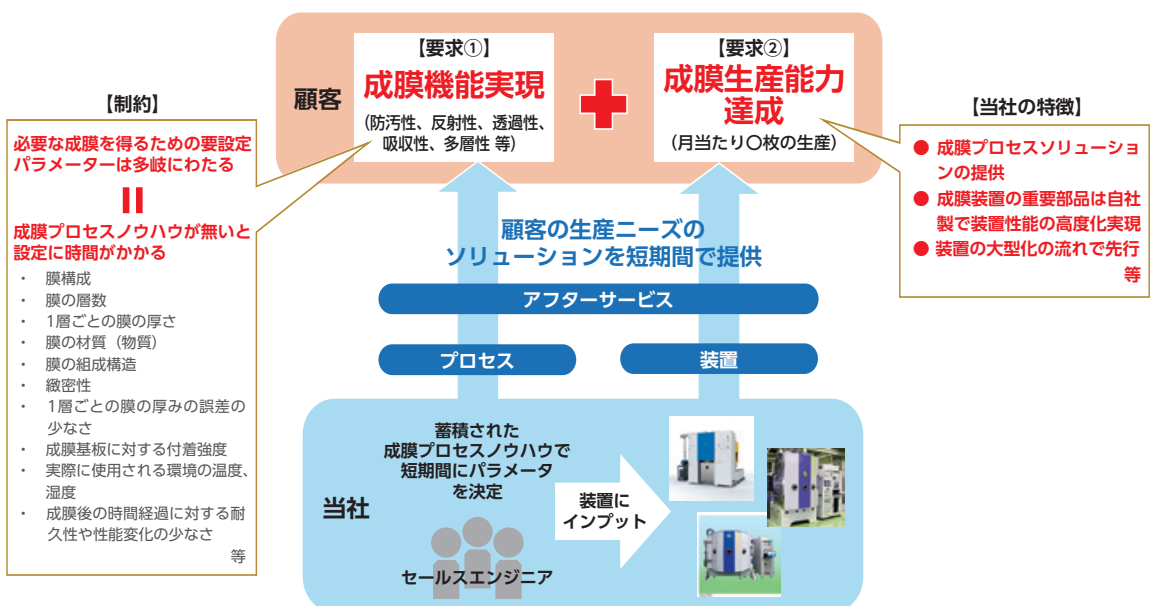 【要求①】
成膜機能実現
(防汚性、反射性、透過性、
吸収性、多層性 等)
顧客
【要求②】
成膜生産能力
達成
(月当たり〇枚の生産)
【制約】
必要な成膜を得るための要設定
パラメーターは多岐にわたる
成膜プロセスノウハウが無いと
設定に時間がかかる
・ 膜構成
・ 膜の層数
・ 1層ごとの膜の厚さ
・ 膜の材質（物質）
・ 膜の組成構造
・ 緻密性
・ 1層ごとの膜の厚みの誤差の
少なさ
・ 成膜基板に対する付着強度
・ 実際に使用される環境の温度、
湿度
・ 成膜後の時間経過に対する耐
久性や性能変化の少なさ
等
【当社の特徴】
● 成膜プロセスソリューショ
ンの提供
● 成膜装置の重要部品は自社
製で装置性能の高度化実現
● 装置の大型化の流れで先行
等
顧客の生産ニーズの
ソリューションを短期間で提供
アフターサービス
プロセス
装置
当社
蓄積された
成膜プロセスノウハウで
短期間にパラメータ
を決定
セールスエンジニア
装置に
インプット